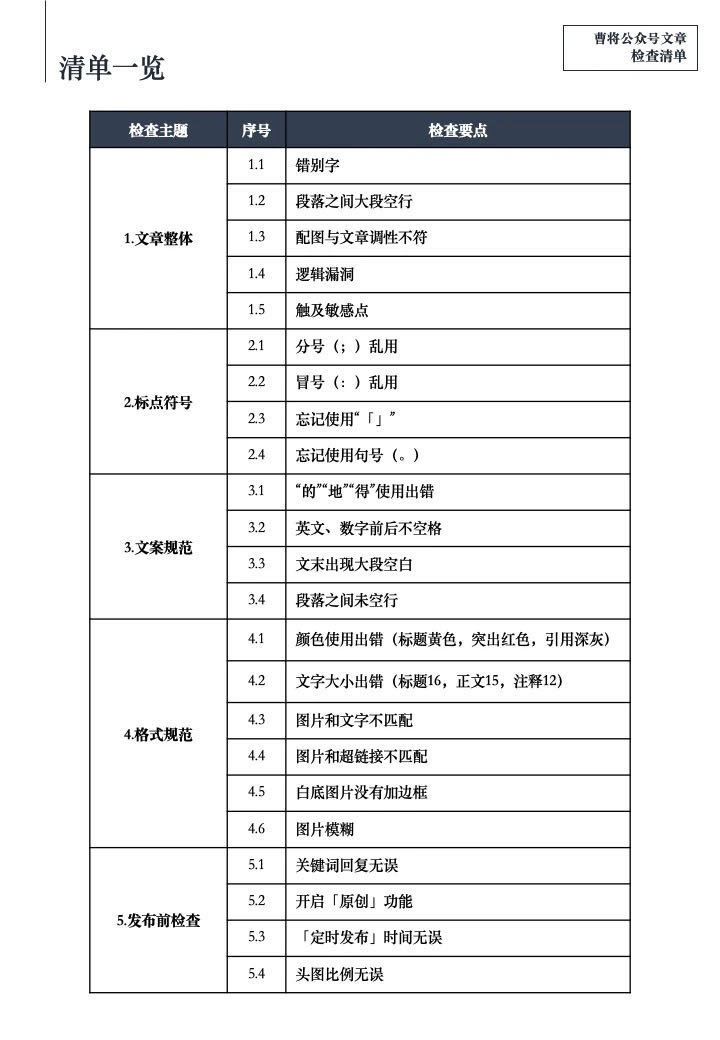 曹将公众号文章
检查清单
清单一览
检查主题 序号 检查要点
1.文章整体
1.1 错别字
1.2 段落之间大段空行
1.3 配图与文章调性不符
1.4 逻辑漏洞
1.5 触及敏感点
2.标点符号
2.1 分号（；）乱用
2.2 冒号（：）乱用
2.3 忘记使用“「」”
2.4 忘记使用句号（。）
3.文案规范
3.1 “的”“地”“得”使用出错
3.2 英文、数字前后不空格
3.3 文末出现大段空白
3.4 段落之间未空行
4.格式规范
4.1 颜色使用出错（标题黄色，突出红色，引用深灰）
4.2 文字大小出错（标题16，正文15，注释12）
4.3 图片和文字不匹配
4.4 图片和超链接不匹配
4.5 白底图片没有加边框
4.6 图片模糊
5.发布前检查
5.1 关键词回复无误
5.2 开启「原创」功能
5.3 「定时发布」时间无误
5.4 头图比例无误